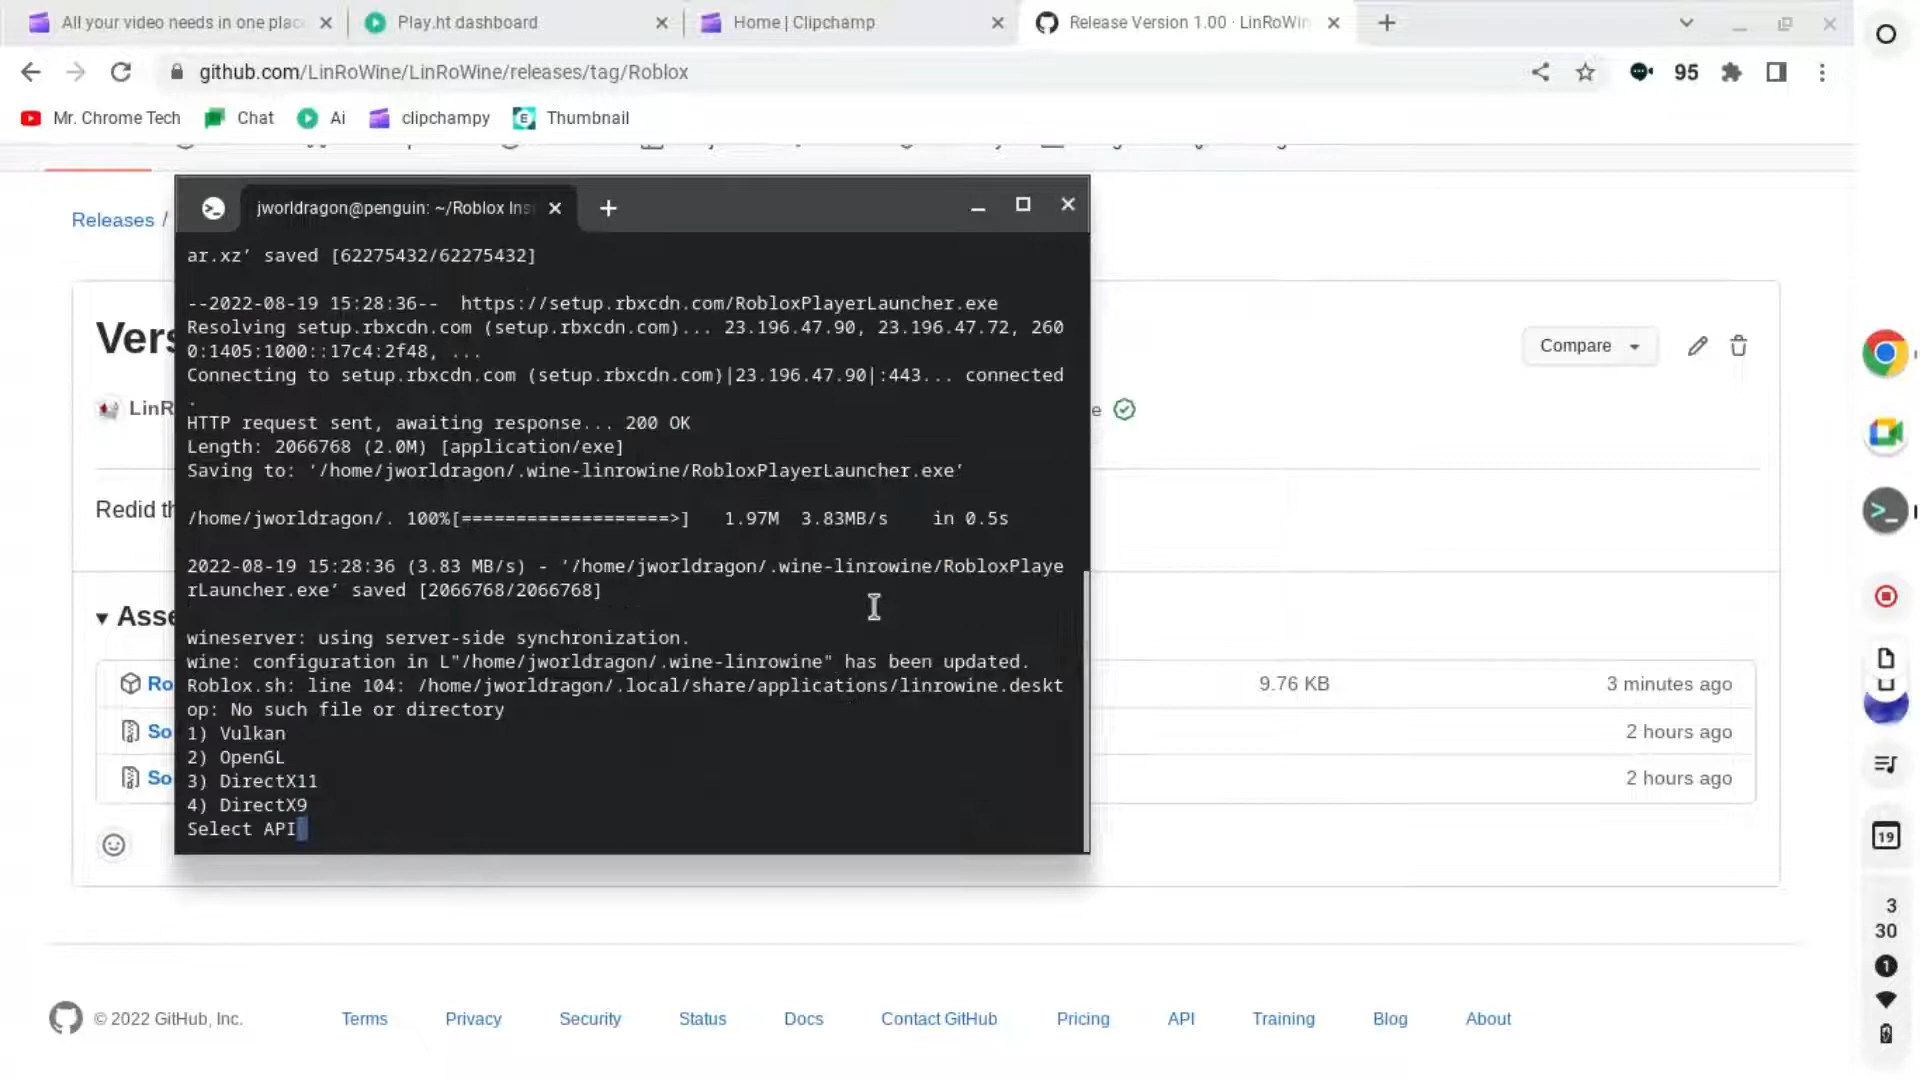 All your video needs in one plac
Play.ht dashboard
Home | Clipchamp
Release Version 1.00 · LinRoWin
github.com/LinRoWine/LinRoWine/releases/tag/Roblox
95
Mr. Chrome Tech
Chat
Ai
clipchampy
Thumbnail
jworldragon@penguin: ~/Roblox Ins
Releases /
ar.xz’ saved [62275432/62275432]
--2022-08-19 15:28:36-- https://setup.rbxcdn.com/RobloxPlayerLauncher.exe
Resolving setup.rbxcdn.com (setup.rbxcdn.com)... 23.196.47.90, 23.196.47.72, 260
0:1405:1000::17c4:2f48, ...
Connecting to setup.rbxcdn.com (setup.rbxcdn.com)|23.196.47.90|:443... connected
.
HTTP request sent, awaiting response... 200 OK
Length: 2066768 (2.0M) [application/exe]
Saving to: ‘/home/jworldragon/.wine-linrowine/RobloxPlayerLauncher.exe’
/home/jworldragon/. 100%[===================>] 1.97M 3.83MB/s in 0.5s
2022-08-19 15:28:36 (3.83 MB/s) - ‘/home/jworldragon/.wine-linrowine/RobloxPlaye
rLauncher.exe’ saved [2066768/2066768]
wineserver: using server-side synchronization.
wine: configuration in L"/home/jworldragon/.wine-linrowine" has been updated.
Roblox.sh: line 104: /home/jworldragon/.local/share/applications/linrowine.deskt
op: No such file or directory
1) Vulkan
2) OpenGL
3) DirectX11
4) DirectX9
Select API
Vers
Compare
LinR
e
Redid th
Asse
Ro
9.76 KB
3 minutes ago
So
2 hours ago
So
2 hours ago
© 2022 GitHub, Inc.
Terms
Privacy
Security
Status
Docs
Contact GitHub
Pricing
API
Training
Blog
About
19
3
30
1